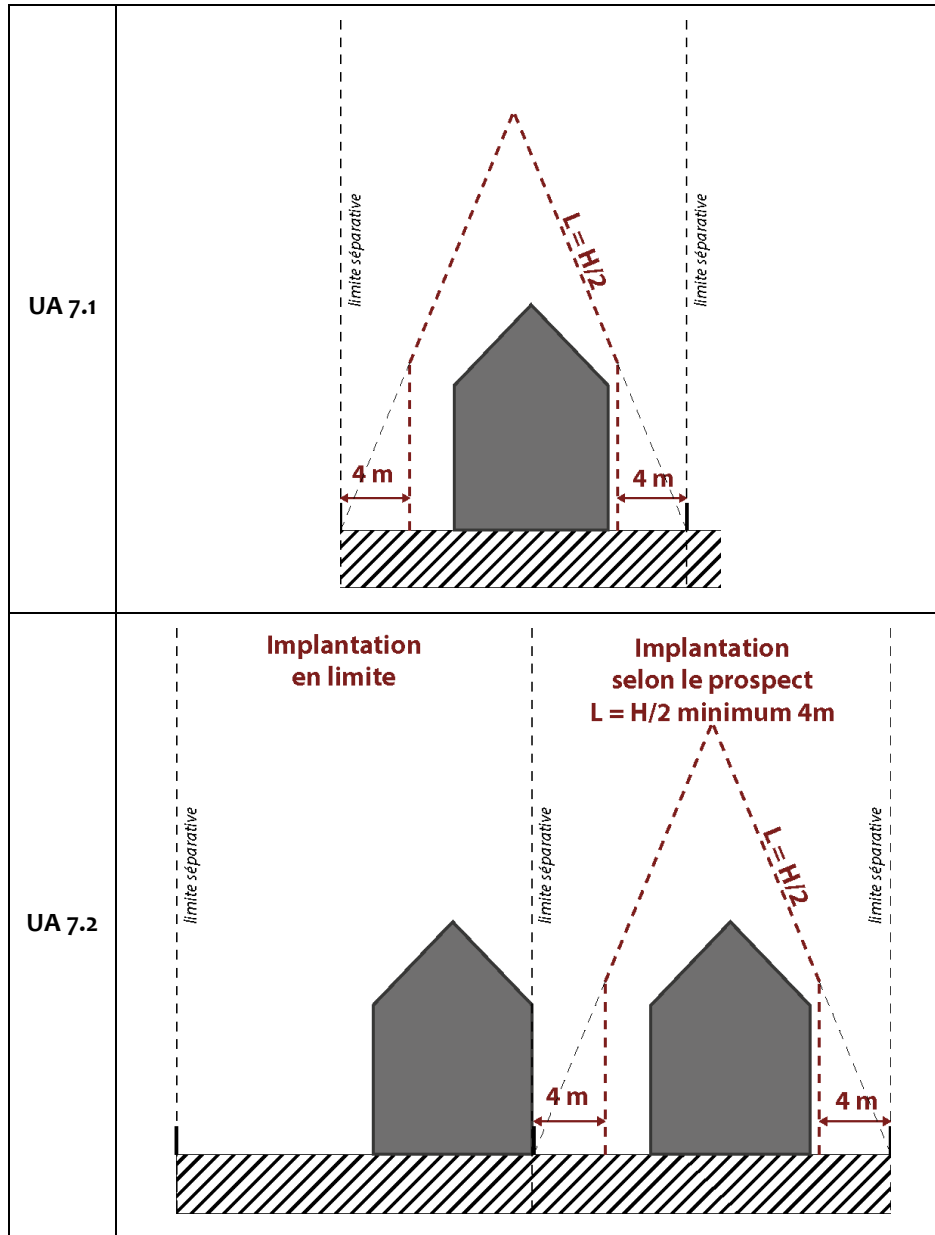 UA 7.1
limite séparative
L = H/2
limite séparative
4 m
4 m
UA 7.2
Implantation
en limite
Implantation
selon le prospect
L = H/2 minimum 4m
limite séparative
limite séparative
L = H/2
limite séparative
4 m
4 m